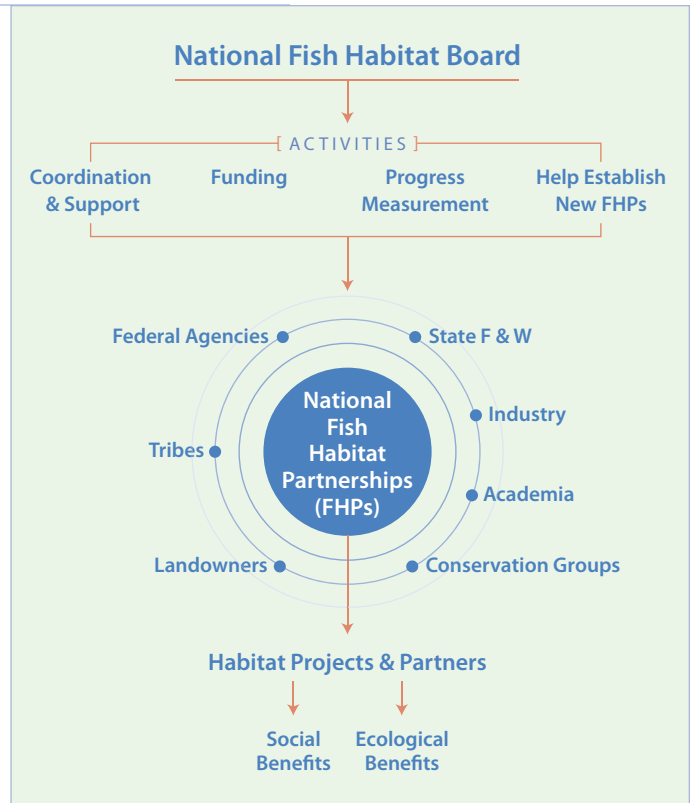 National Fish Habitat Board
[ ACTIVITIES ]
Coordination
& Support
Funding
Progress
Measurement
Help Establish
New FHPs
Federal Agencies
State F & W
Industry
Tribes
National
Fish
Habitat
Partnerships
(FHPs)
Academia
Landowners
Conservation Groups
Habitat Projects & Partners
Social
Benefits
Ecological
Benefits